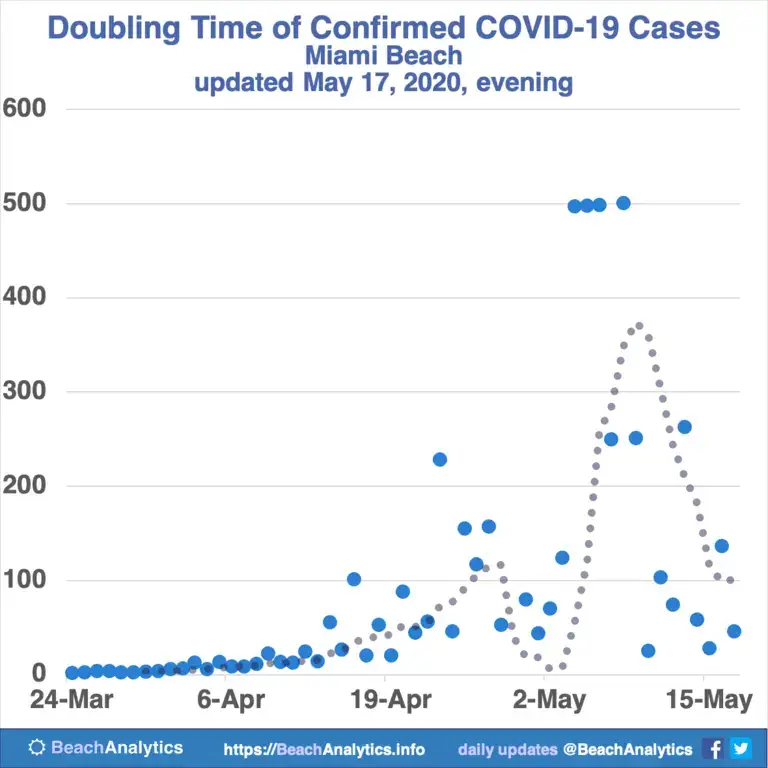 Doubling Time of Confirmed COVID-19 Cases
Miami Beach
updated May 17, 2020, evening
600
500
400
300
200
100
0
24-Mar 6-Apr 19-Apr 2-May 15-May
BeachAnalytics https://BeachAnalytics.info daily updates @BeachAnalytics f